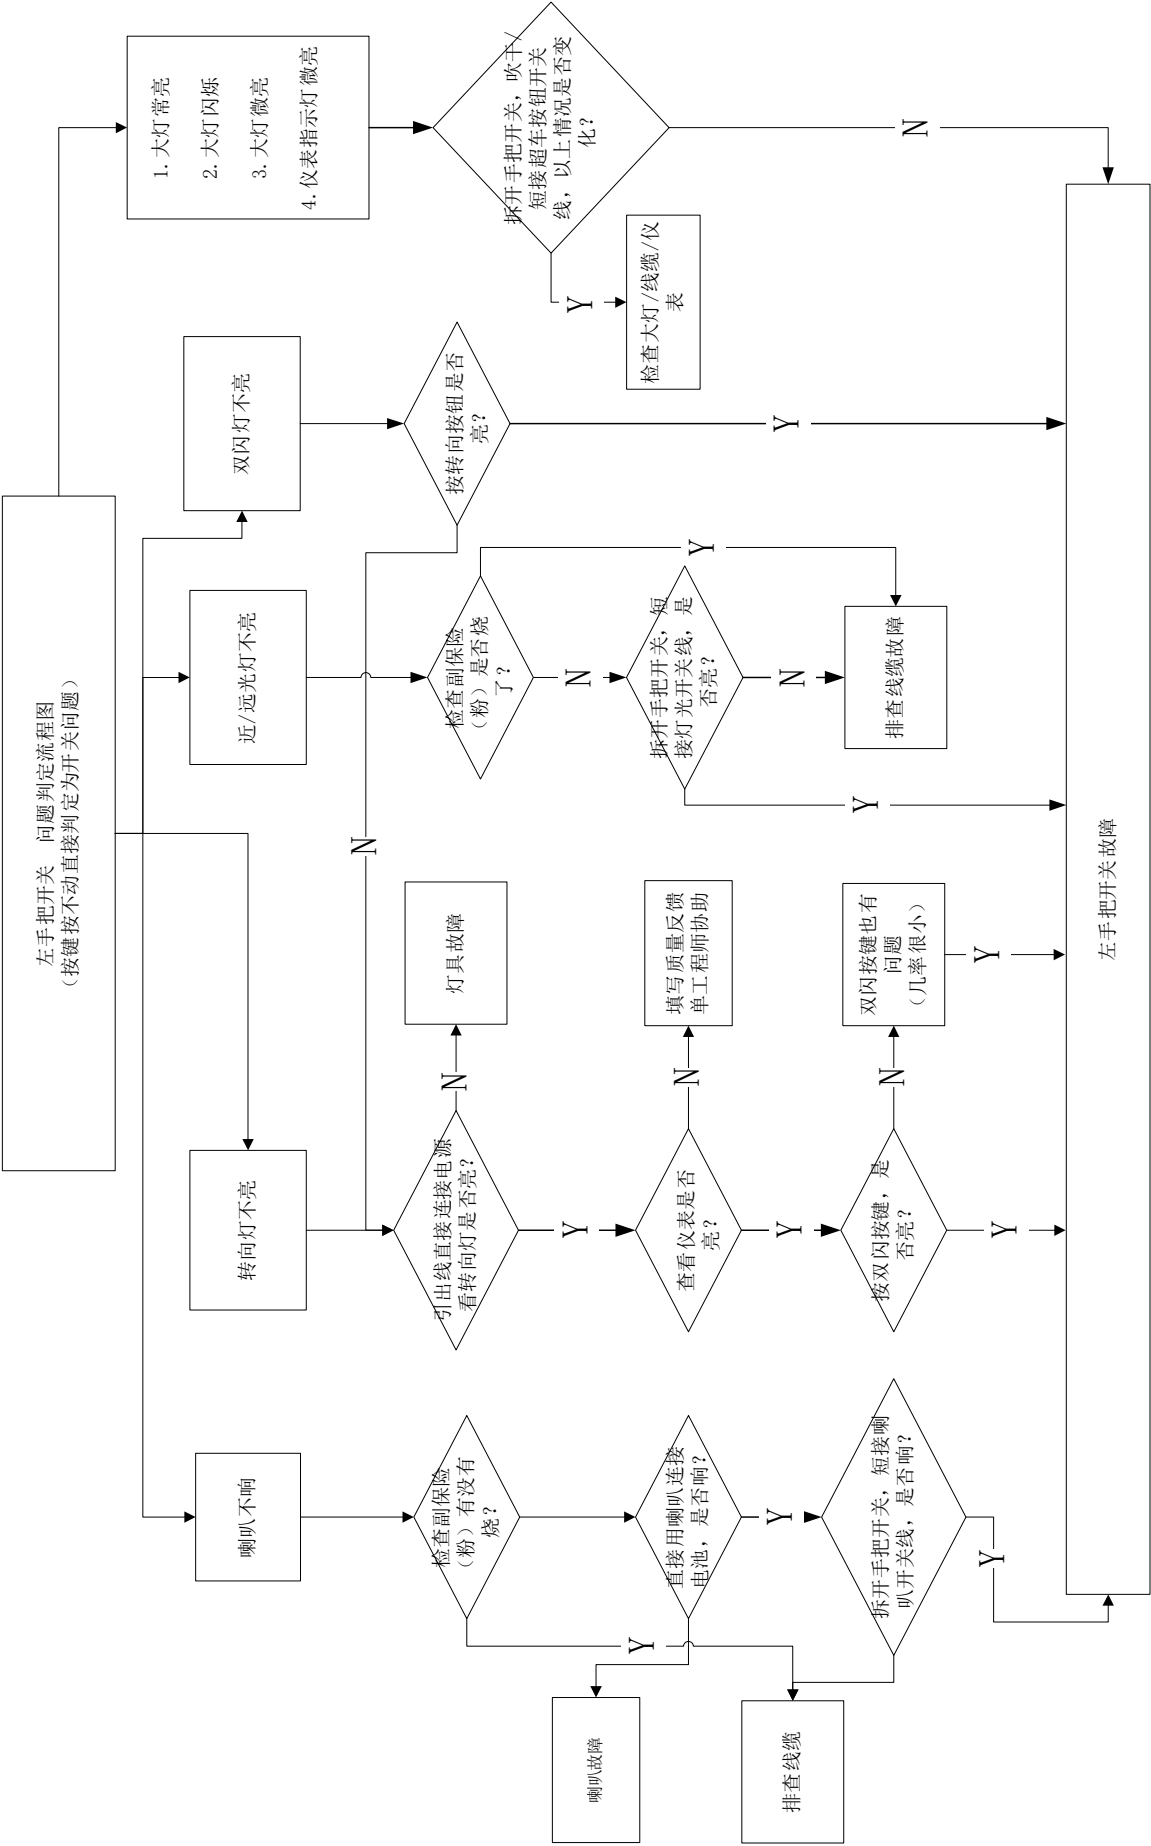 左手把开关 问题判定流程图
（按键按不动直接判定为开关问题）
喇叭不响
转向灯不亮
近/远光灯不亮
双闪灯不亮
1.大灯常亮
2.大灯闪烁
3.大灯微亮
4.仪表指示灯微亮
检查副保险
（粉）有没有
烧？
引出线直接连接电源
看转向灯是否亮？
N
灯具故障
N
检查副保险
（粉）是否烧
了？
按转向按钮是否
亮？
拆开手把开关，吹干/
短接超车按钮开关
线，以上情况是否变
化？
喇叭故障
Y
Y
N
Y
直接用喇叭连接
电池，是否响？
查看仪表是否
亮？
N
填写质量反馈
单工程师协助
拆开手把开关，短
接灯光开关线，是
否亮？
Y
检查大灯/线缆/仪
表
排查线缆
Y
Y
N
Y
拆开手把开关，短接喇
叭开关线，是否响？
按双闪按键，是
否亮？
N
双闪按键也有
问题
（几率很小）
Y
排查线缆故障
N
Y
Y
Y
左手把开关故障